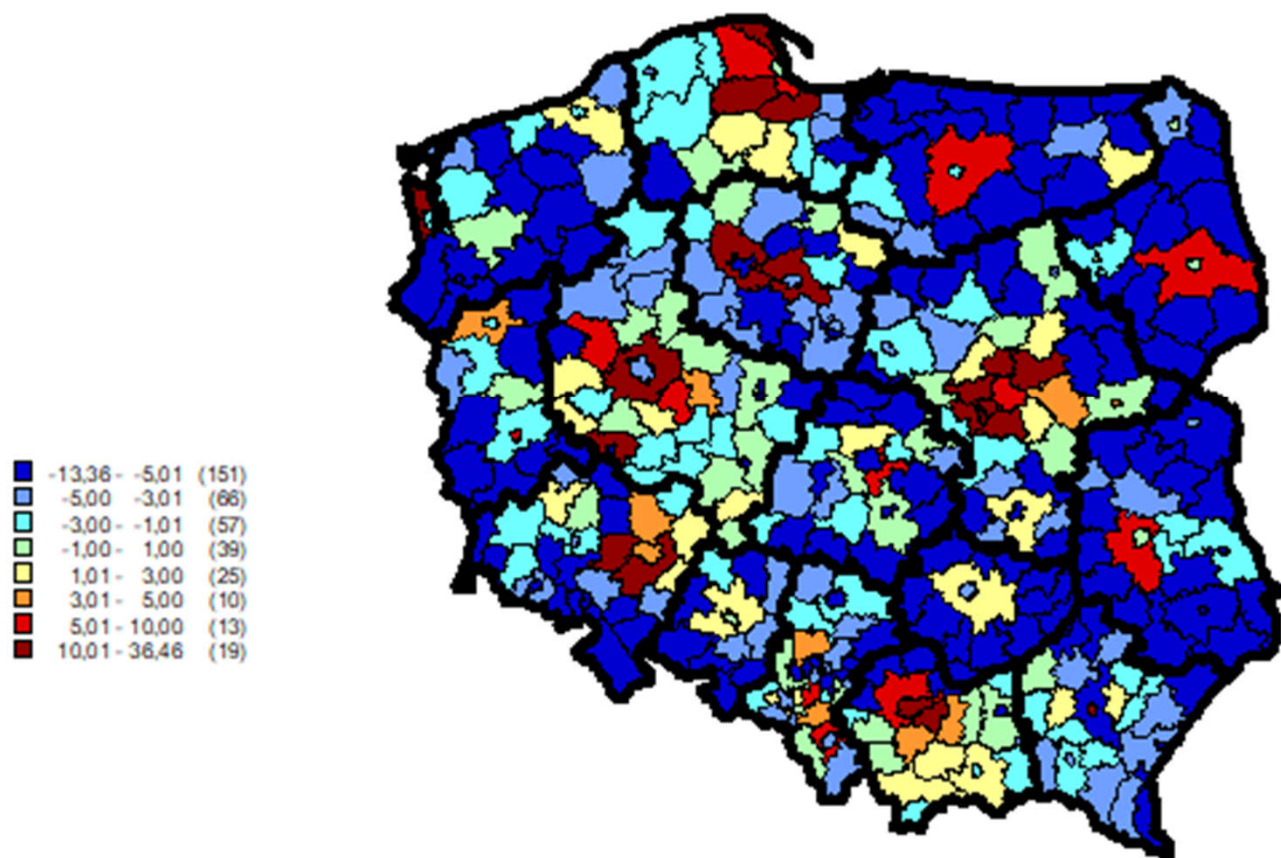 -13,36 - -5,01 (151)
-5,00 - -3,01 (66)
-3,00 - -1,01 (57)
-1,00 - 1,00 (39)
1,01 - 3,00 (25)
3,01 - 5,00 (10)
5,01 - 10,00 (13)
10,01 - 36,46 (19)